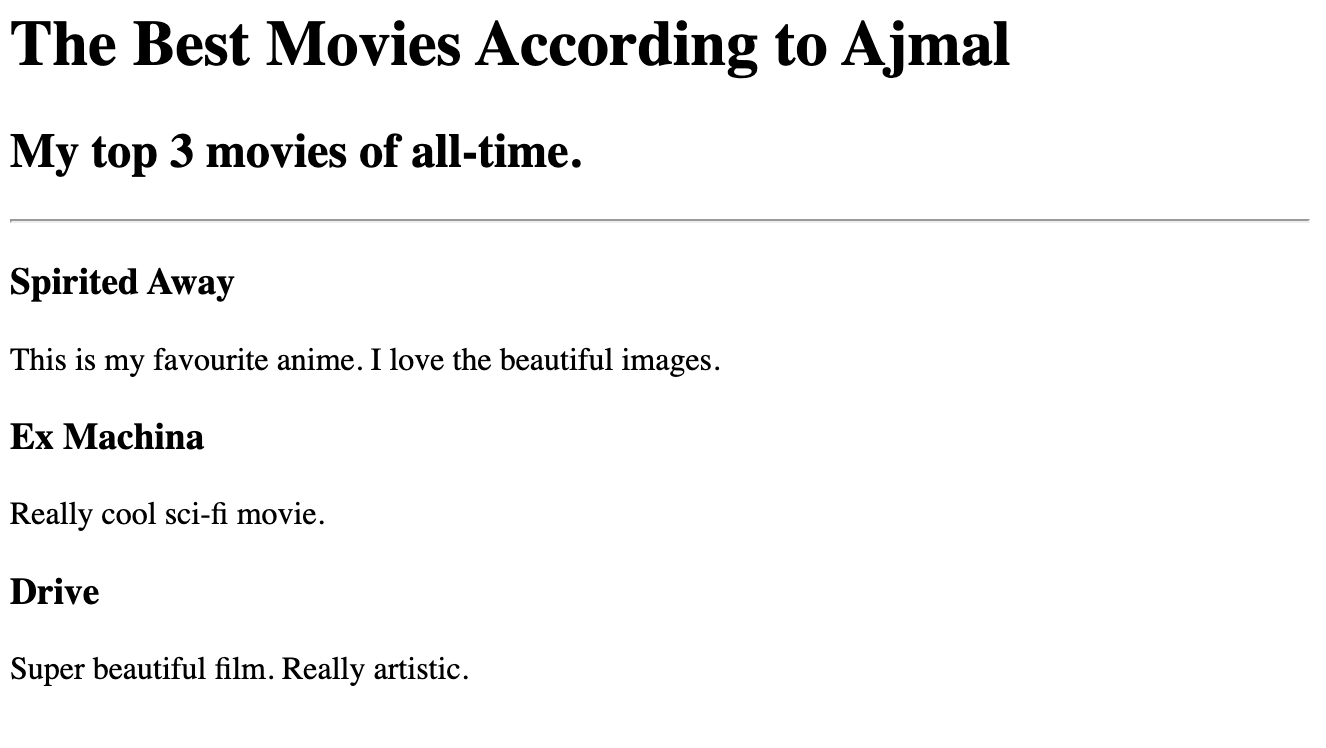 The Best Movies According to Ajmal
My top 3 movies of all-time.
Spirited Away
This is my favourite anime. I love the beautiful images.
Ex Machina
Really cool sci-fi movie.
Drive
Super beautiful film. Really artistic.